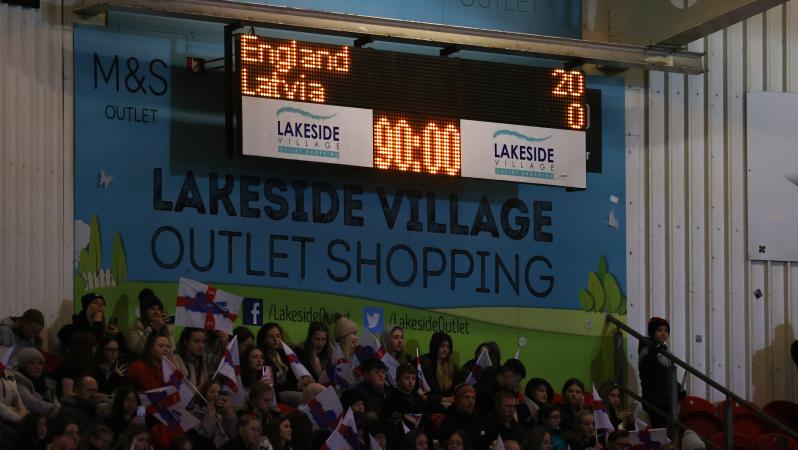 OUTLET
England 20
Latvia 0
90:00
LAKESIDE
VILLAGE
OUTLET SHOPPING
LAKESIDE
VILLAGE
OUTLET SHOPPING
M&S
OUTLET
LAKESIDE VILLAGE
OUTLET SHOPPING
f /LakesideOutlet
/LakesideOutlet